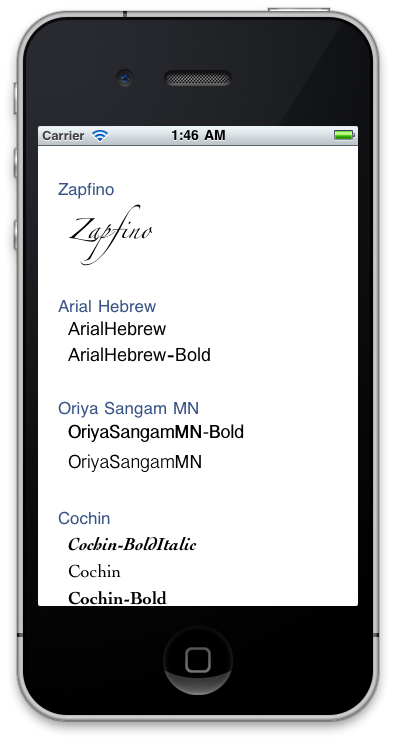 Carrier 1:46 AM
Zapfino
Zapfino
Arial Hebrew
ArialHebrew
ArialHebrew-Bold
Oriya Sangam MN
OriyaSangamMN-Bold
OriyaSangamMN
Cochin
Cochin-BoldItalic
Cochin
Cochin-Bold